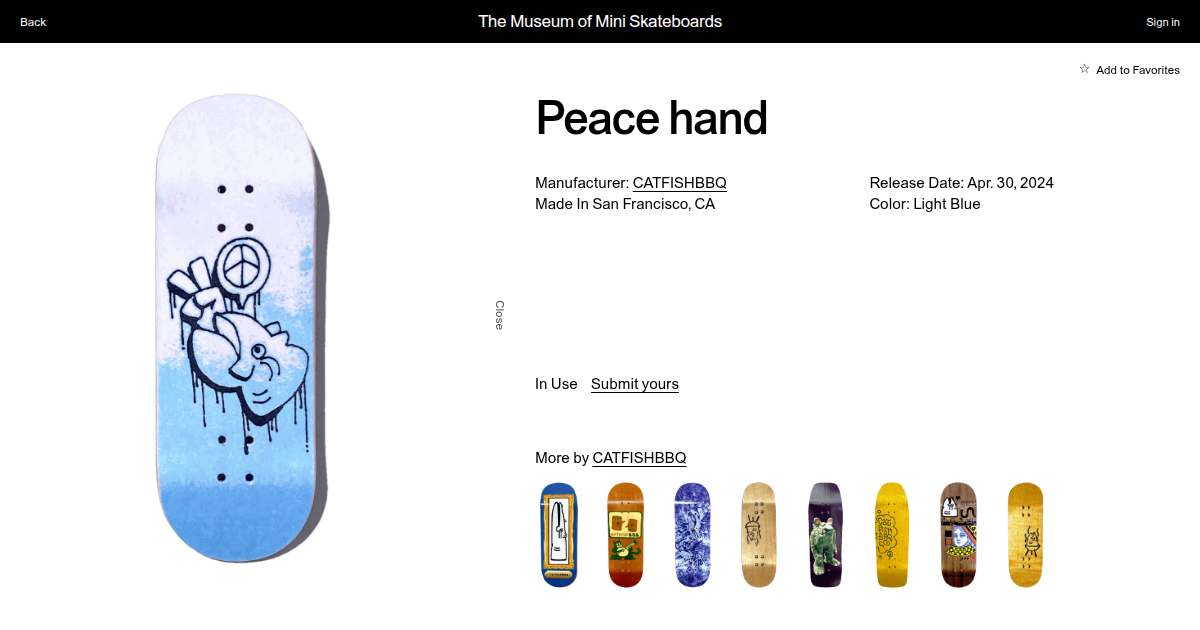 Back
The Museum of Mini Skateboards
Sign in
☆ Add to Favorites
Peace hand
Manufacturer: CATFISHBBQ
Made In San Francisco, CA
Release Date: Apr. 30, 2024
Color: Light Blue
Close
In Use Submit yours
More by CATFISHBBQ